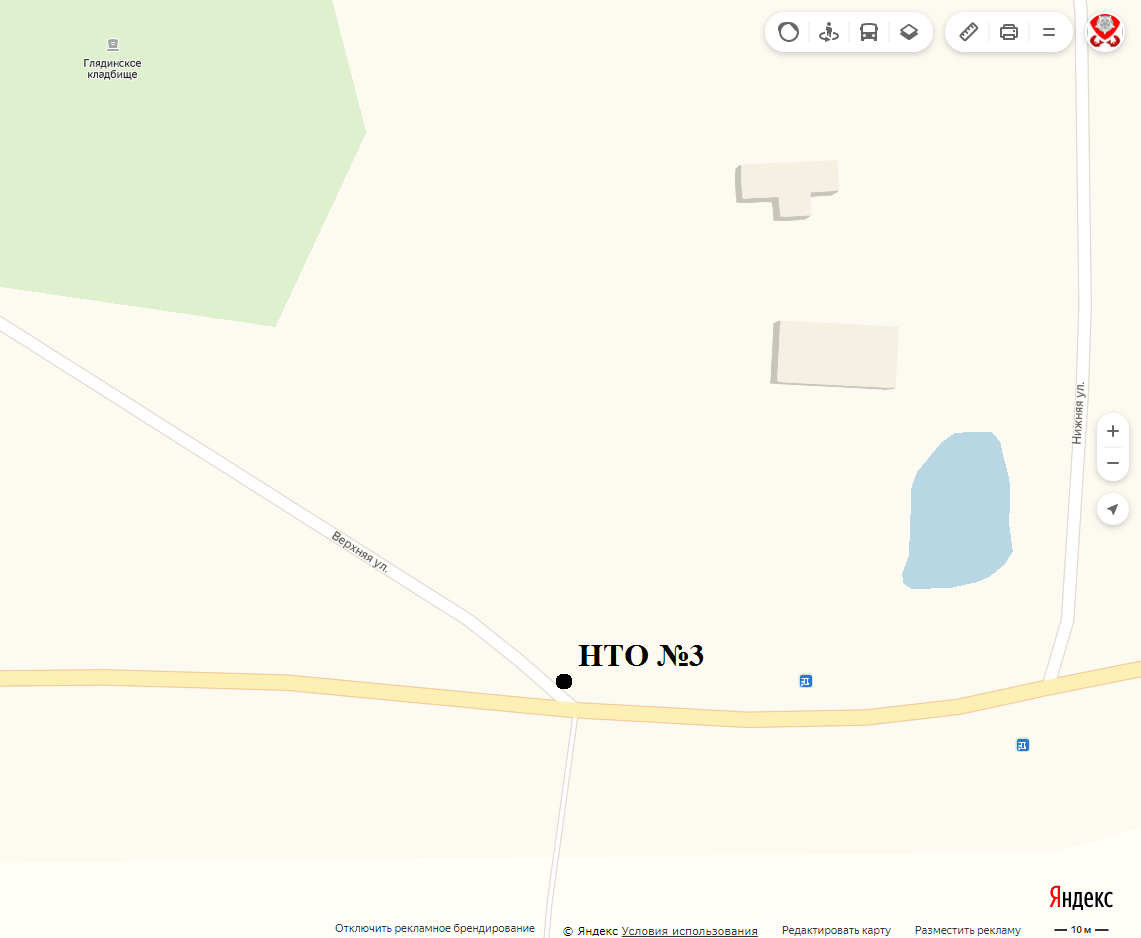 Глядинское
кладбище
Нижняя ул.
Верхняя ул.
НТО №3
Яндекс
Отключить рекламное брендирование
© Яндекс Условия использования
Редактировать карту
Разместить рекламу
10 м